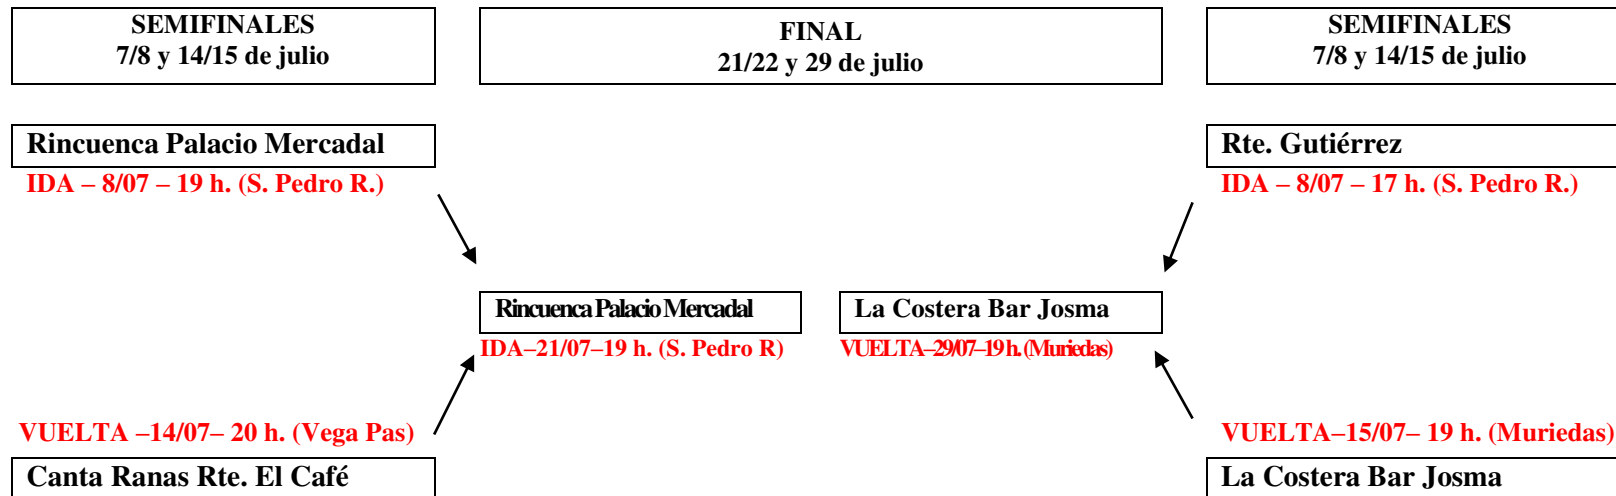 SEMIFINALES
7/8 y 14/15 de julio
FINAL
21/22 y 29 de julio
SEMIFINALES
7/8 y 14/15 de julio
Rincuenca Palacio Mercadal
IDA – 8/07 – 19 h. (S. Pedro R.)
Rte. Gutiérrez
IDA – 8/07 – 17 h. (S. Pedro R.)
Rincuenca Palacio Mercadal
IDA–21/07–19 h. (S. Pedro R)
La Costera Bar Josma
VUELTA–29/07–19 h. (Muriedas)
VUELTA –14/07– 20 h. (Vega Pas)
Canta Ranas Rte. El Café
VUELTA–15/07– 19 h. (Muriedas)
La Costera Bar Josma